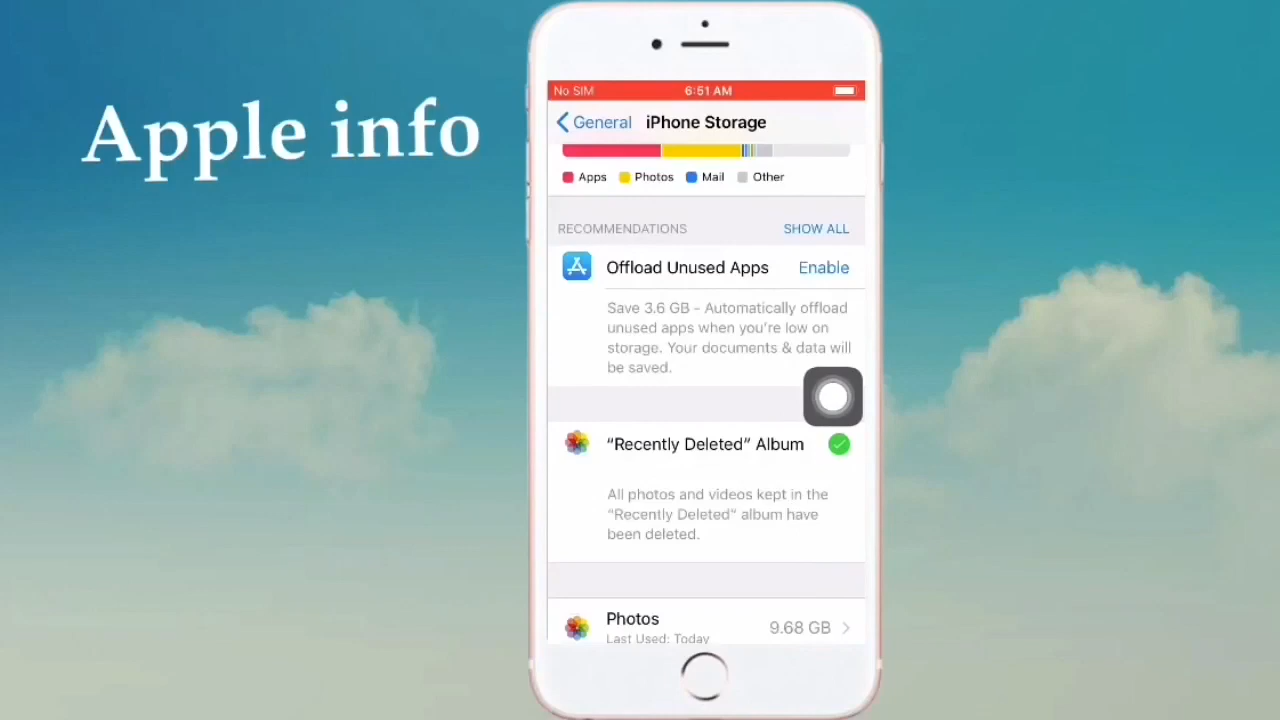 Apple info
No SIM 6:51 AM
General iPhone Storage
Apps Photos Mail Other
RECOMMENDATIONS SHOW ALL
Offload Unused Apps Enable
Save 3.6 GB – Automatically offload
unused apps when you're low on
storage. Your documents & data will
be saved.
“Recently Deleted” Album
All photos and videos kept in the
“Recently Deleted” album have
been deleted.
Photos 9.68 GB
Last Used: Today